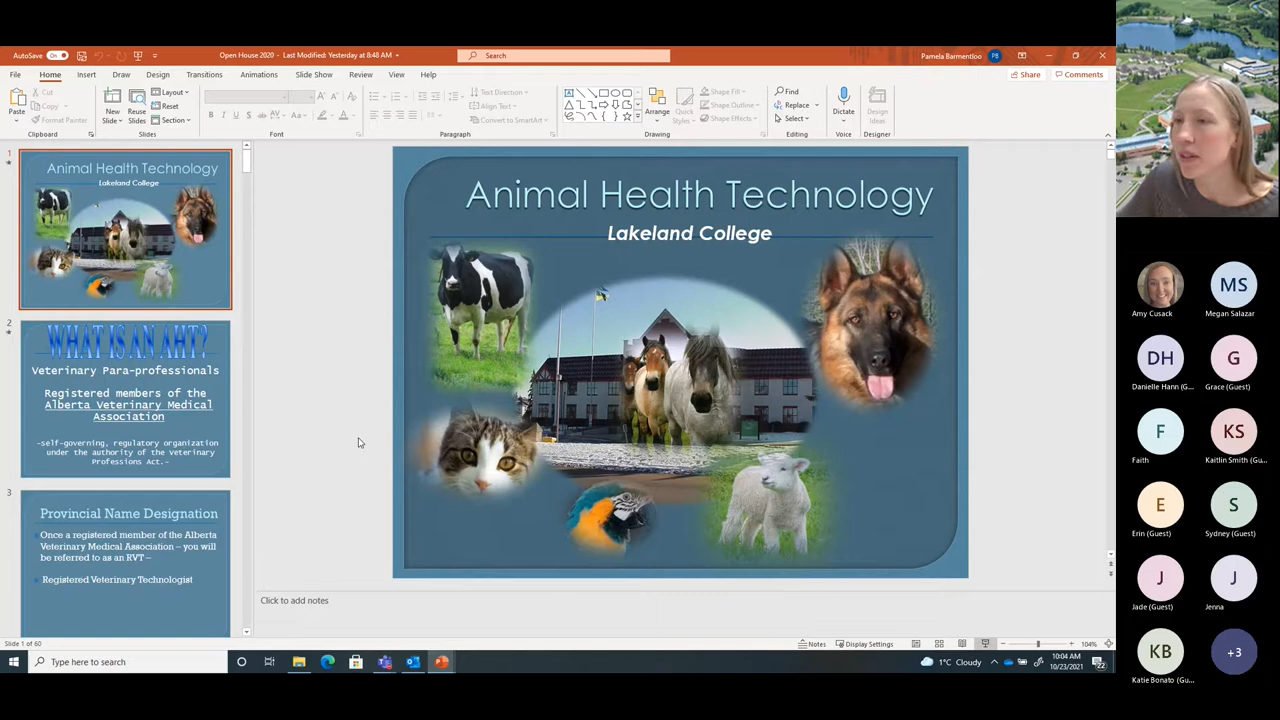 AutoSave On
Open House 2020 - Last Modified: Yesterday at 8:48 AM
Search
Pamela Barmentloo PB
File Home Insert Draw Design Transitions Animations Slide Show Review View Help
Share Comments
Paste
Cut
Copy
Format Painter
Clipboard
New Slide
Reuse Slides
Layout
Reset
Section
Slides
Font
Text Direction
Align Text
Convert to SmartArt
Paragraph
Arrange
Quick Styles
Shape Fill
Shape Outline
Shape Effects
Drawing
Find
Replace
Select
Editing
Dictate
Voice
Design Ideas
Designer
1
Animal Health Technology
Lakeland College
2
WHAT IS AN AHT?
Veterinary Para-professionals
Registered members of the
Alberta Veterinary Medical
Association
-self-governing, regulatory organization
under the authority of the Veterinary
Professions Act.-
3
Provincial Name Designation
Once a registered member of the Alberta
Veterinary Medical Association – you will
be referred to as an RVT –
Registered Veterinary Technologist
Animal Health Technology
Lakeland College
Click to add notes
Slide 1 of 60
Notes Display Settings 104%
Type here to search
1°C Cloudy
10:04 AM
10/23/2021
22
MS
Amy Cusack Megan Salazar
DH G
Danielle Hann (G... Grace (Guest)
F KS
Faith Kaitlin Smith (Gu...
E S
Erin (Guest) Sydney (Guest)
J J
Jade (Guest) Jenna
KB +3
Katie Bonato (Gu...